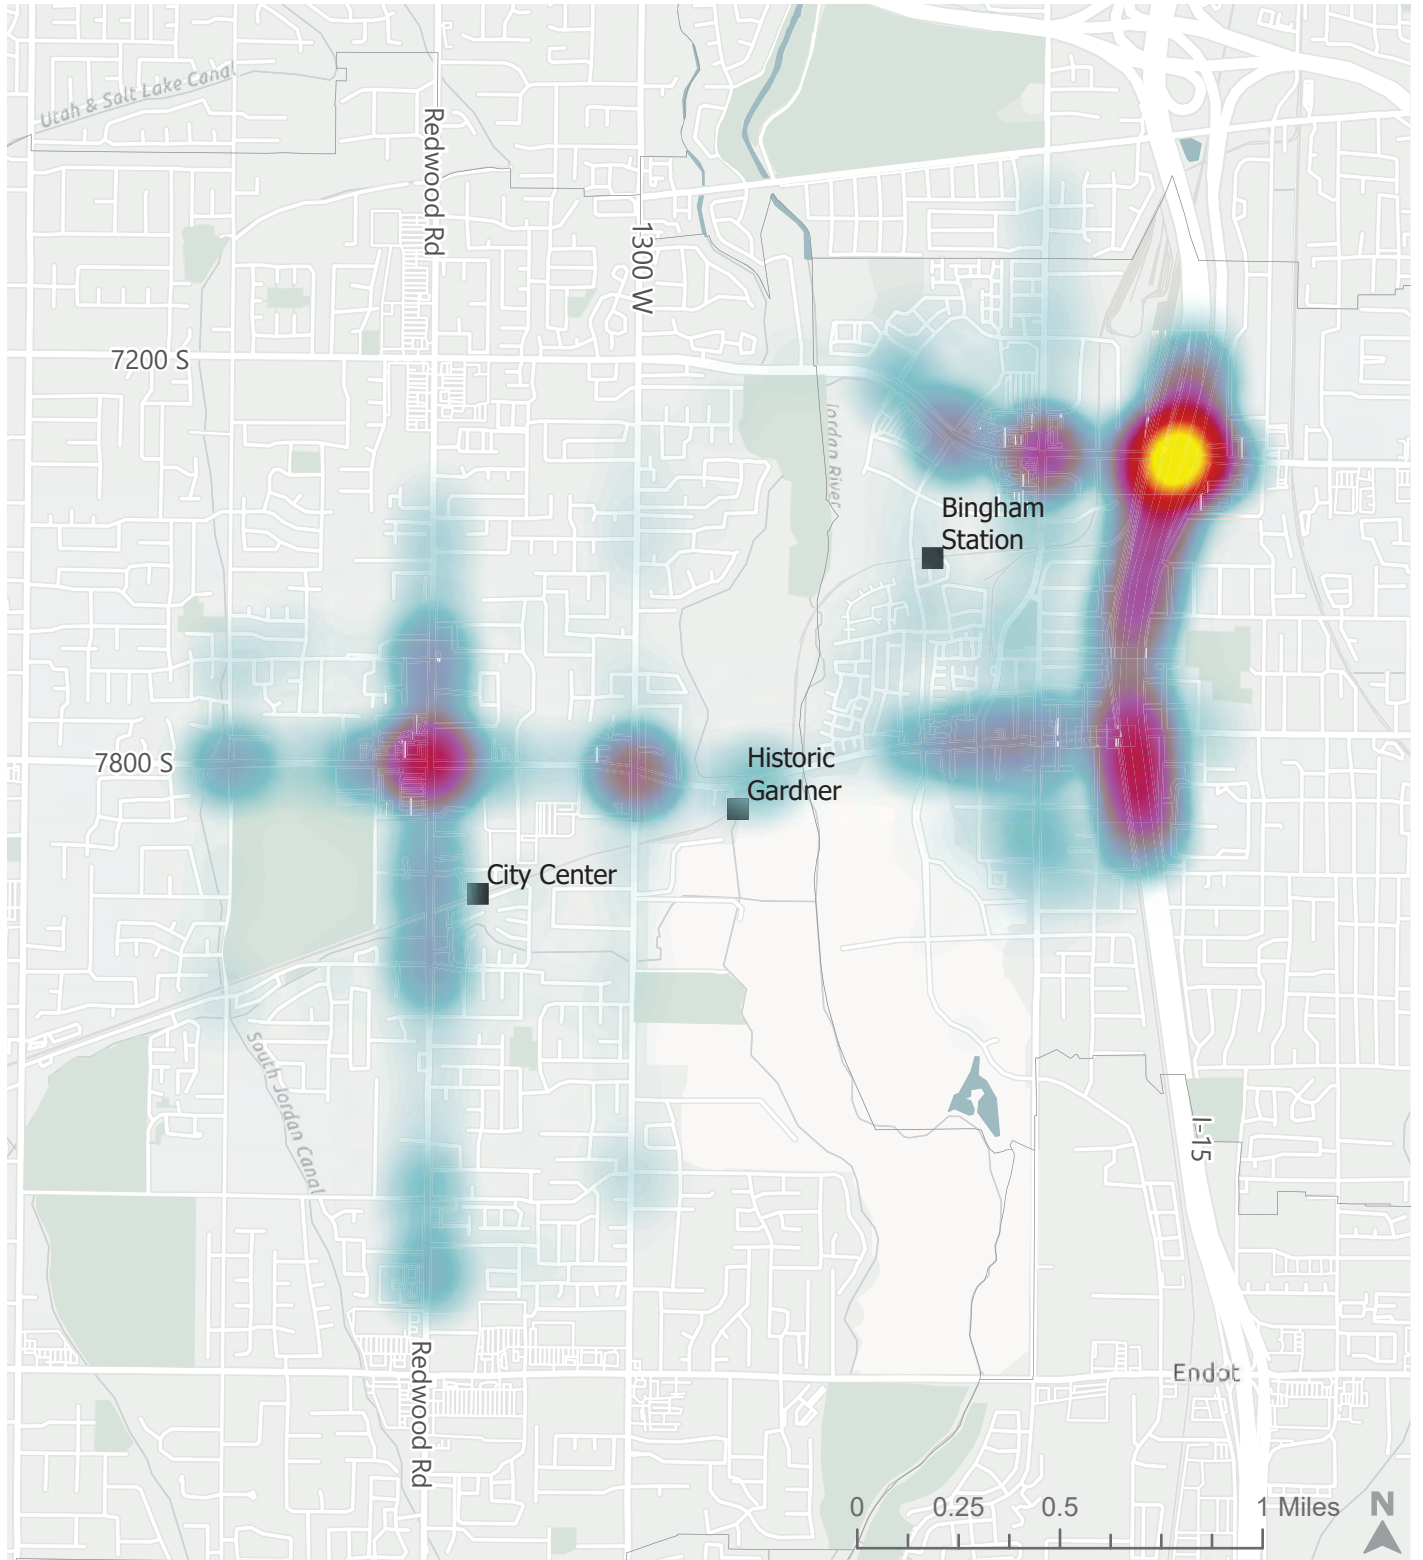 Utah & Salt Lake Canal
Redwood Rd
1300 W
7200 S
Jordan River
Bingham
Station
Historic
Gardner
7800 S
City Center
South Jordan Canal
I-15
Redwood Rd
Endot
0 0.25 0.5 1 Miles
N